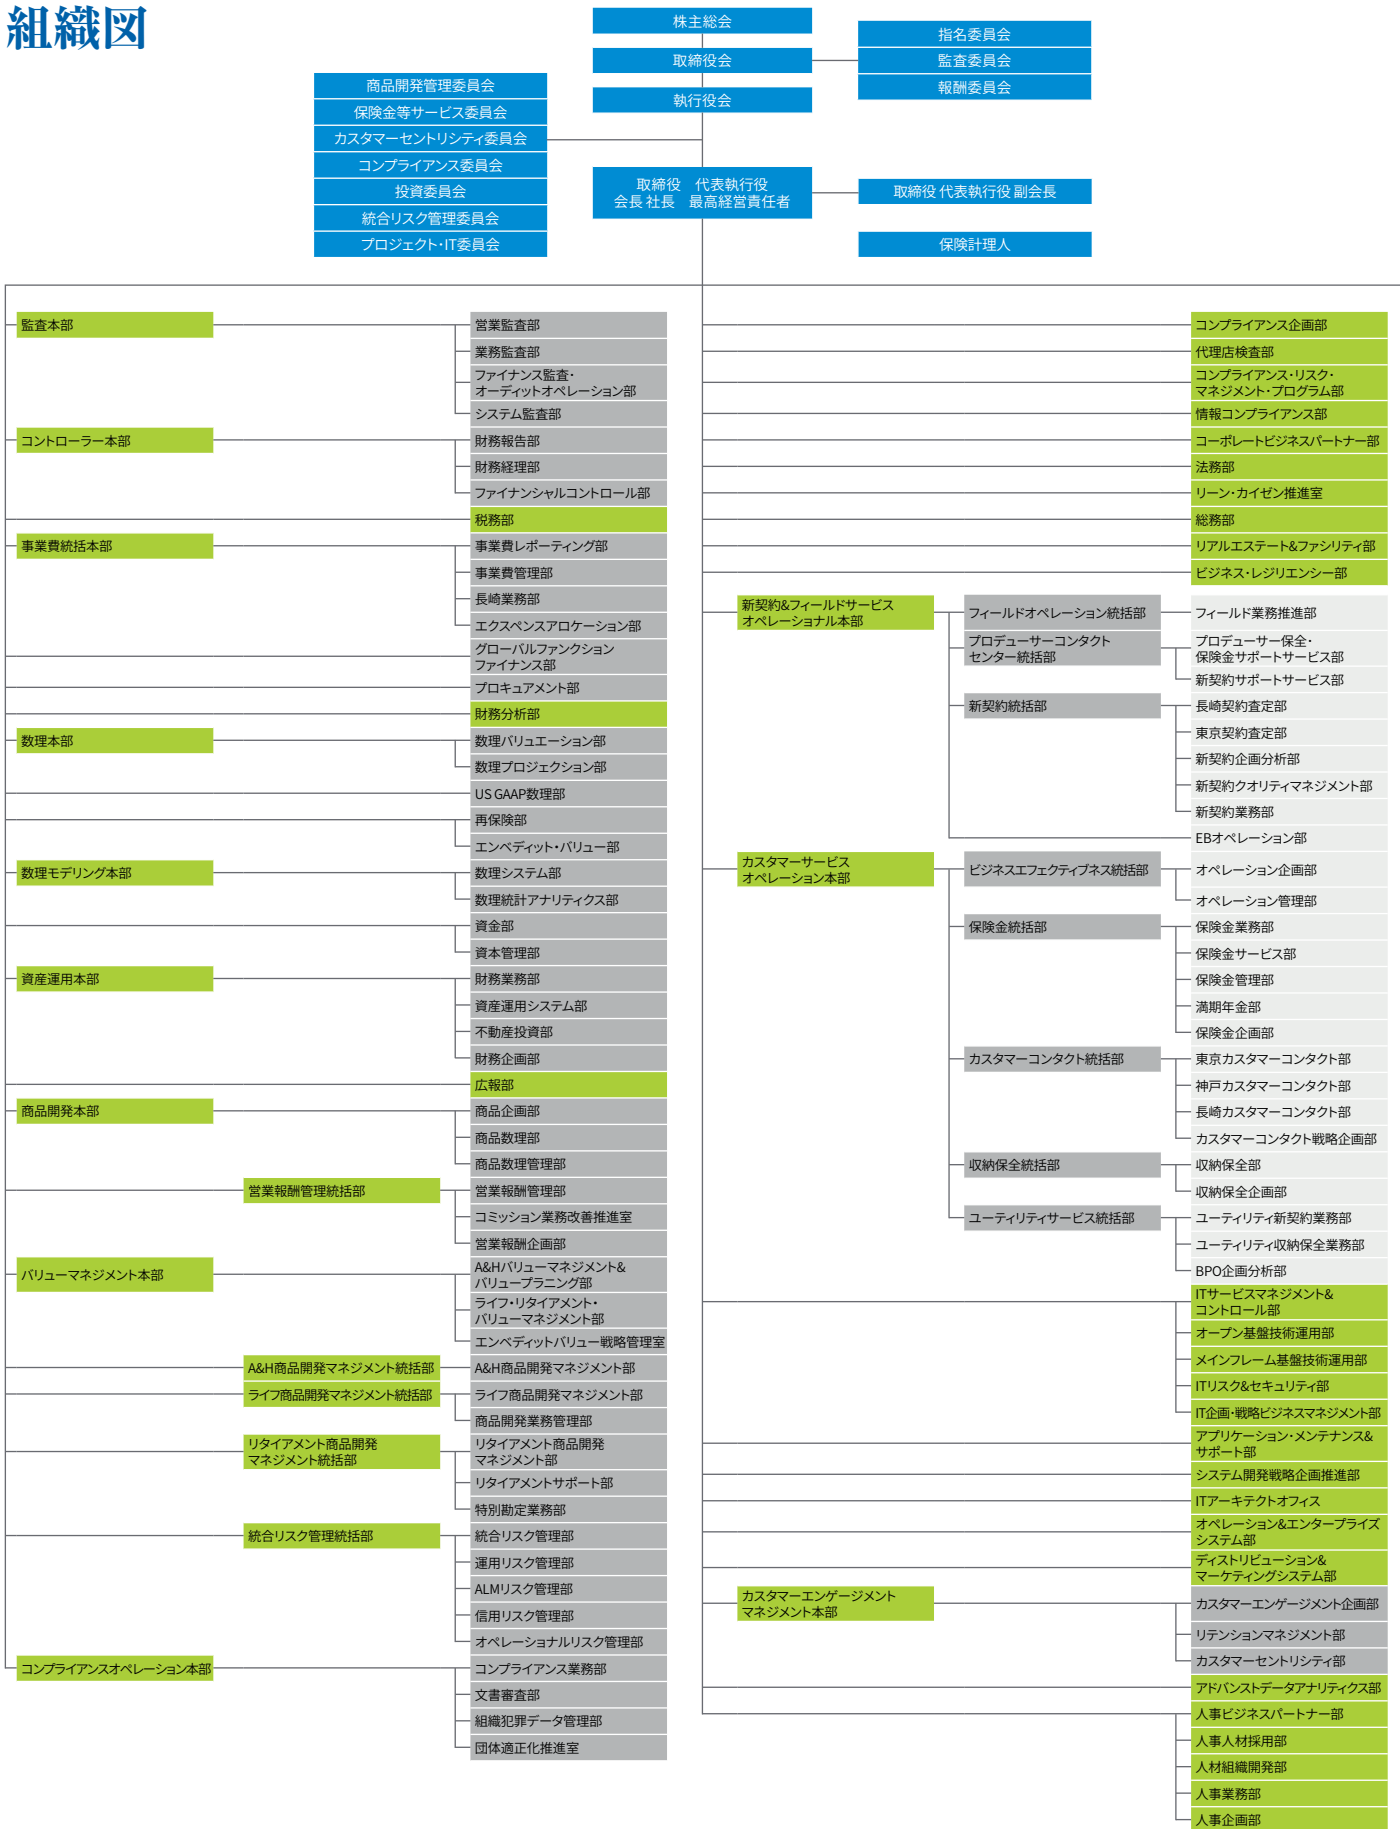 組織図
株主総会
取締役会
執行役会
指名委員会
監査委員会
報酬委員会
商品開発管理委員会
保険金等サービス委員会
カスタマーセントリシティ委員会
コンプライアンス委員会
投資委員会
統合リスク管理委員会
プロジェクト・IT委員会
取締役　代表執行役
会長 社長　最高経営責任者
取締役 代表執行役 副会長
保険計理人
監査本部
営業監査部
業務監査部
ファイナンス監査・
オーディットオペレーション部
システム監査部
コントローラー本部
財務報告部
財務経理部
ファイナンシャルコントロール部
税務部
事業費統括本部
事業費レポーティング部
事業費管理部
長崎業務部
エクスペンスアロケーション部
グローバルファンクション
ファイナンス部
プロキュアメント部
財務分析部
数理本部
数理バリュエーション部
数理プロジェクション部
US GAAP数理部
再保険部
エンベディット・バリュー部
数理モデリング本部
数理システム部
数理統計アナリティクス部
資金部
資本管理部
資産運用本部
財務業務部
資産運用システム部
不動産投資部
財務企画部
広報部
商品開発本部
商品企画部
商品数理部
商品数理管理部
営業報酬管理統括部
営業報酬管理部
コミッション業務改善推進室
営業報酬企画部
バリューマネジメント本部
A&Hバリューマネジメント&
バリュープラニング部
ライフ・リタイアメント・
バリューマネジメント部
エンベディットバリュー戦略管理室
A&H商品開発マネジメント統括部
A&H商品開発マネジメント部
ライフ商品開発マネジメント統括部
ライフ商品開発マネジメント部
商品開発業務管理部
リタイアメント商品開発
マネジメント統括部
リタイアメント商品開発
マネジメント部
リタイアメントサポート部
特別勘定業務部
統合リスク管理統括部
統合リスク管理部
運用リスク管理部
ALMリスク管理部
信用リスク管理部
オペレーショナルリスク管理部
コンプライアンスオペレーション本部
コンプライアンス業務部
文書審査部
組織犯罪データ管理部
団体適正化推進室
コンプライアンス企画部
代理店検査部
コンプライアンス・リスク・
マネジメント・プログラム部
情報コンプライアンス部
コーポレートビジネスパートナー部
法務部
リーン・カイゼン推進室
総務部
リアルエステート&ファシリティ部
ビジネス・レジリエンシー部
新契約&フィールドサービス
オペレーショナル本部
フィールドオペレーション統括部
フィールド業務推進部
プロデューサーコンタクト
センター統括部
プロデューサー保全・
保険金サポートサービス部
新契約サポートサービス部
新契約統括部
長崎契約査定部
東京契約査定部
新契約企画分析部
新契約クオリティマネジメント部
新契約業務部
EBオペレーション部
カスタマーサービス
オペレーション本部
ビジネスエフェクティブネス統括部
オペレーション企画部
オペレーション管理部
保険金統括部
保険金業務部
保険金サービス部
保険金管理部
満期年金部
保険金企画部
カスタマーコンタクト統括部
東京カスタマーコンタクト部
神戸カスタマーコンタクト部
長崎カスタマーコンタクト部
カスタマーコンタクト戦略企画部
収納保全統括部
収納保全部
収納保全企画部
ユーティリティサービス統括部
ユーティリティ新契約業務部
ユーティリティ収納保全業務部
BPO企画分析部
ITサービスマネジメント&
コントロール部
オープン基盤技術運用部
メインフレーム基盤技術運用部
ITリスク&セキュリティ部
IT企画・戦略ビジネスマネジメント部
アプリケーション・メンテナンス&
サポート部
システム開発戦略企画推進部
ITアーキテクトオフィス
オペレーション&エンタープライズ
システム部
ディストリビューション&
マーケティングシステム部
カスタマーエンゲージメント
マネジメント本部
カスタマーエンゲージメント企画部
リテンションマネジメント部
カスタマーセントリシティ部
アドバンストデータアナリティクス部
人事ビジネスパートナー部
人事人材採用部
人材組織開発部
人事業務部
人事企画部